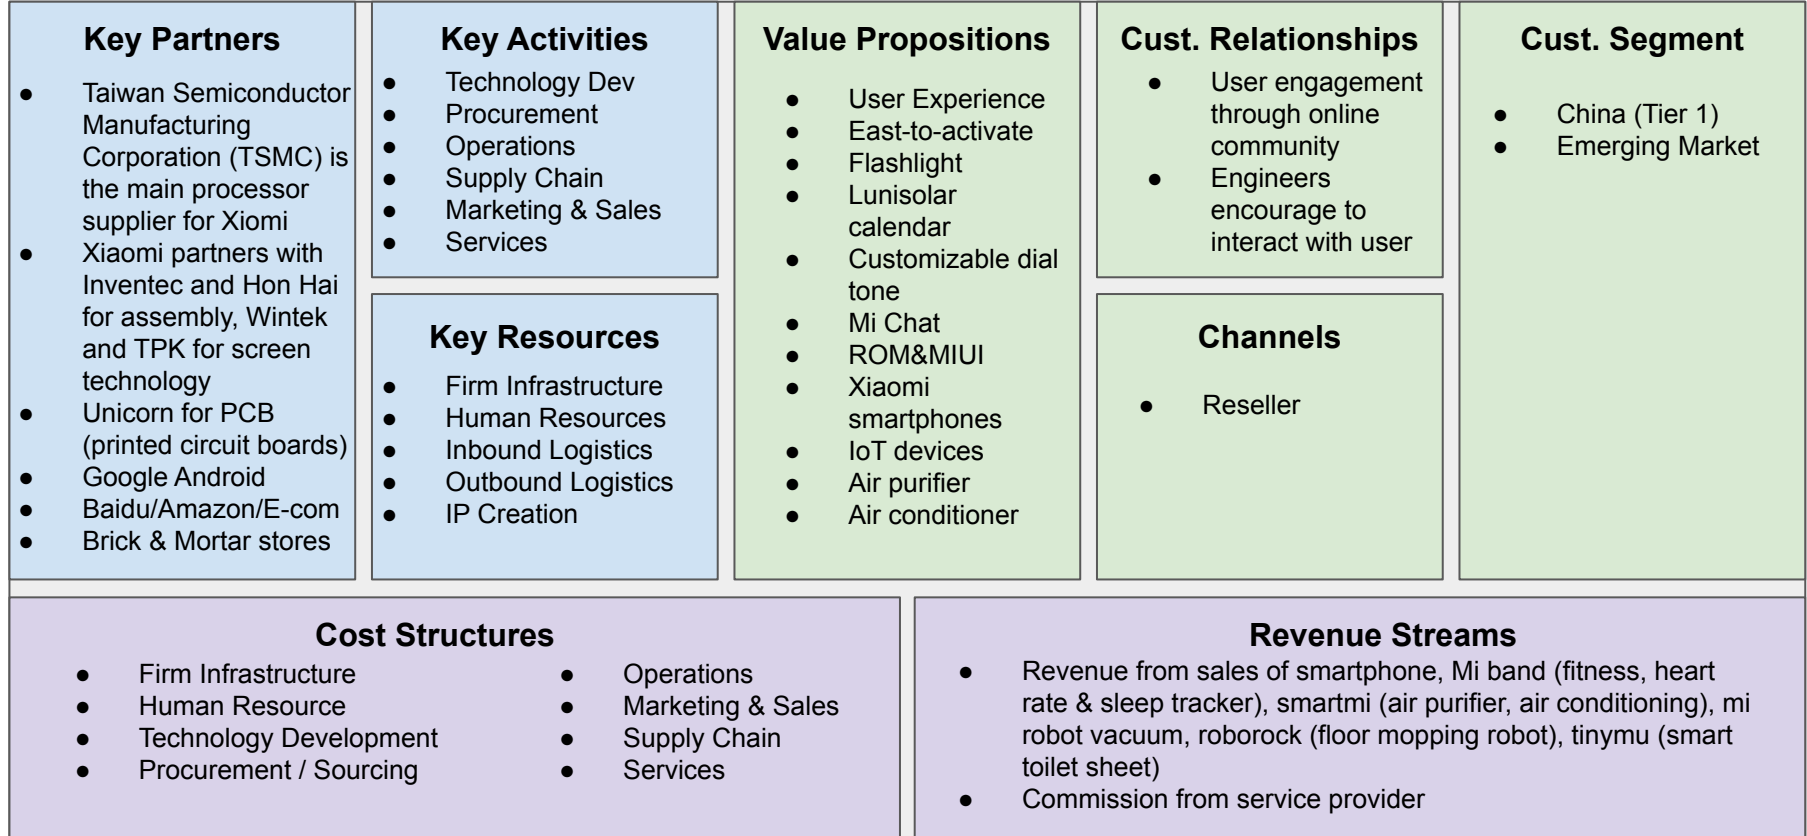 Key Partners
● Taiwan Semiconductor
Manufacturing
Corporation (TSMC) is
the main processor
supplier for Xiomi
● Xiaomi partners with
Inventec and Hon Hai
for assembly, Wintek
and TPK for screen
technology
● Unicorn for PCB
(printed circuit boards)
● Google Android
● Baidu/Amazon/E-com
● Brick & Mortar stores
Key Activities
● Technology Dev
● Procurement
● Operations
● Supply Chain
● Marketing & Sales
● Services
Key Resources
● Firm Infrastructure
● Human Resources
● Inbound Logistics
● Outbound Logistics
● IP Creation
Value Propositions
● User Experience
● East-to-activate
● Flashlight
● Lunisolar
calendar
● Customizable dial
tone
● Mi Chat
● ROM&MIUI
● Xiaomi
smartphones
● IoT devices
● Air purifier
● Air conditioner
Cust. Relationships
● User engagement
through online
community
● Engineers
encourage to
interact with user
Channels
● Reseller
Cust. Segment
● China (Tier 1)
● Emerging Market
Cost Structures
● Firm Infrastructure
● Human Resource
● Technology Development
● Procurement / Sourcing
● Operations
● Marketing & Sales
● Supply Chain
● Services
Revenue Streams
● Revenue from sales of smartphone, Mi band (fitness, heart
rate & sleep tracker), smartmi (air purifier, air conditioning), mi
robot vacuum, roborock (floor mopping robot), tinymu (smart
toilet sheet)
● Commission from service provider